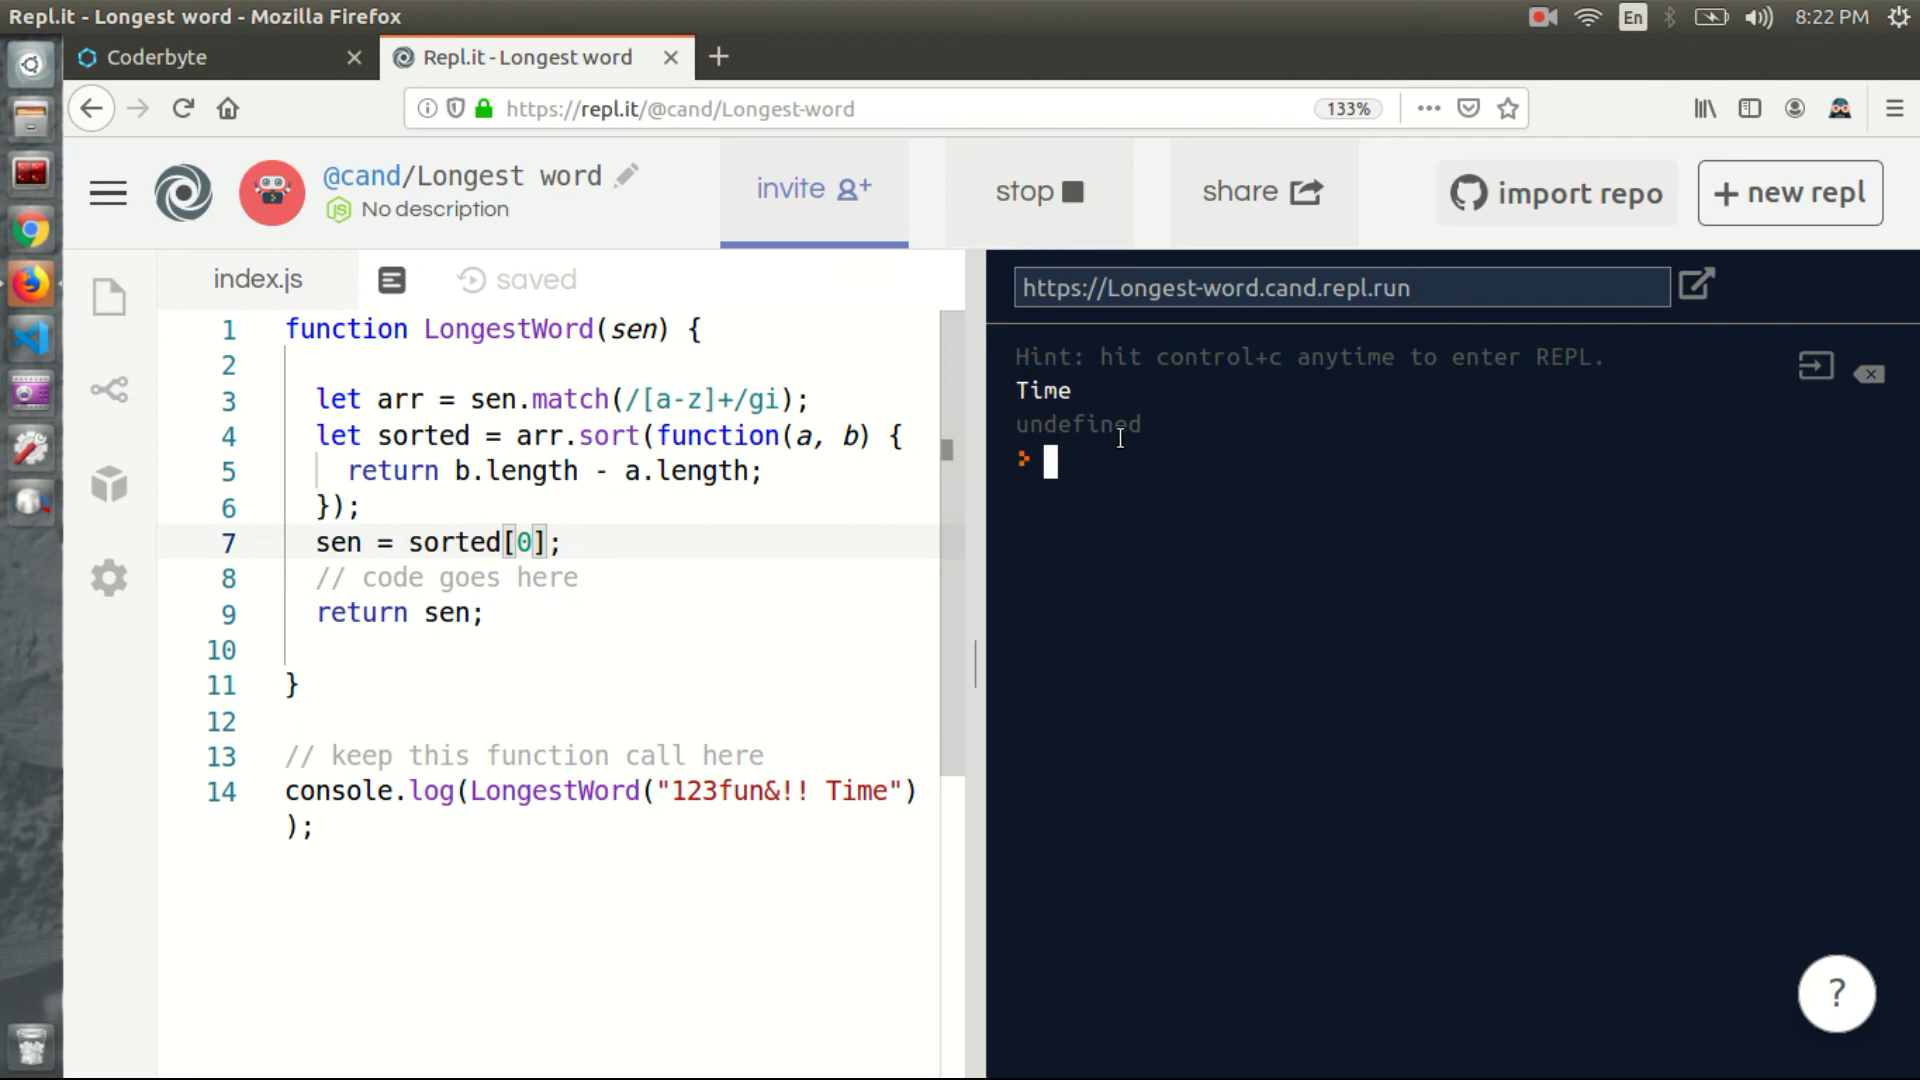 Repl.it - Longest word - Mozilla Firefox
En
8:22 PM
Coderbyte
Repl.it - Longest word
https://repl.it/@cand/Longest-word
133%
@cand/Longest word
No description
invite
stop
share
import repo
+ new repl
index.js
saved
https://Longest-word.cand.repl.run
1 function LongestWord(sen) {
2
3 let arr = sen.match(/[a-z]+/gi);
4 let sorted = arr.sort(function(a, b) {
5 return b.length - a.length;
6 });
7 sen = sorted[0];
8 // code goes here
9 return sen;
10
11 }
12
13 // keep this function call here
14 console.log(LongestWord("123fun&!! Time")
);
Hint: hit control+c anytime to enter REPL.
Time
undefined
>
?